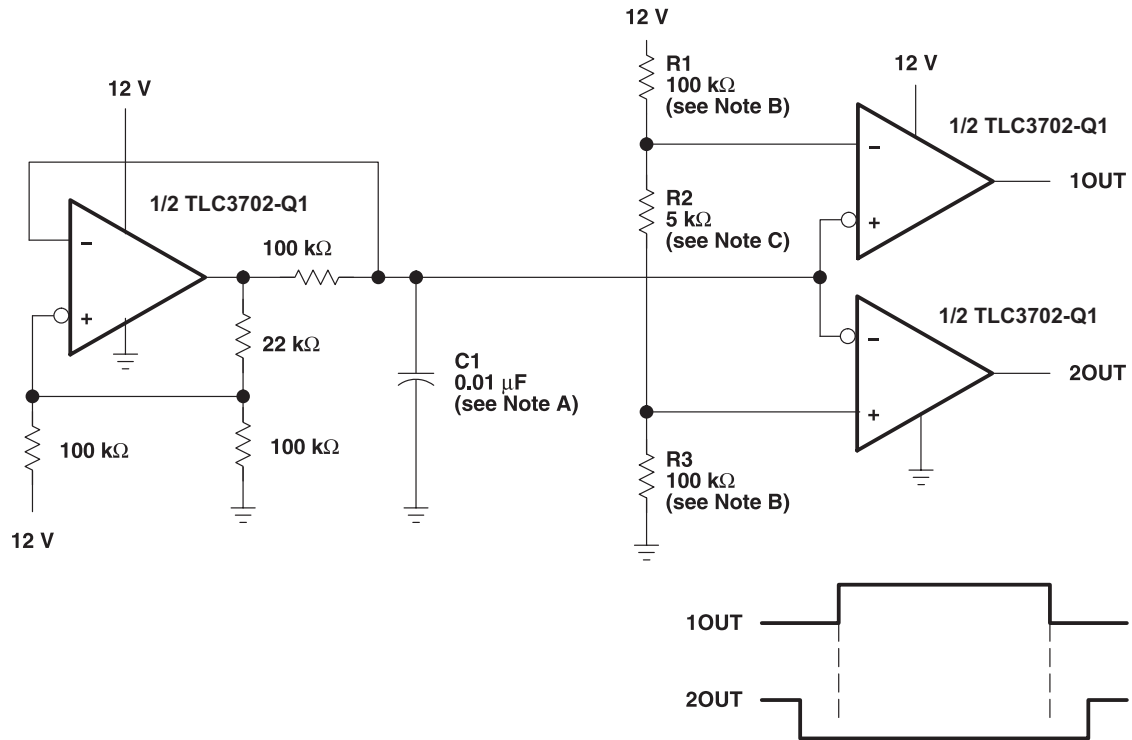 12 V
1/2 TLC3702-Q1
−
+
100 kΩ
22 kΩ
100 kΩ
100 kΩ
12 V
C1
0.01 μF
(see Note A)
12 V
R1
100 kΩ
(see Note B)
R2
5 kΩ
(see Note C)
R3
100 kΩ
(see Note B)
12 V
1/2 TLC3702-Q1
−
+
1OUT
1/2 TLC3702-Q1
−
+
2OUT
1OUT
2OUT